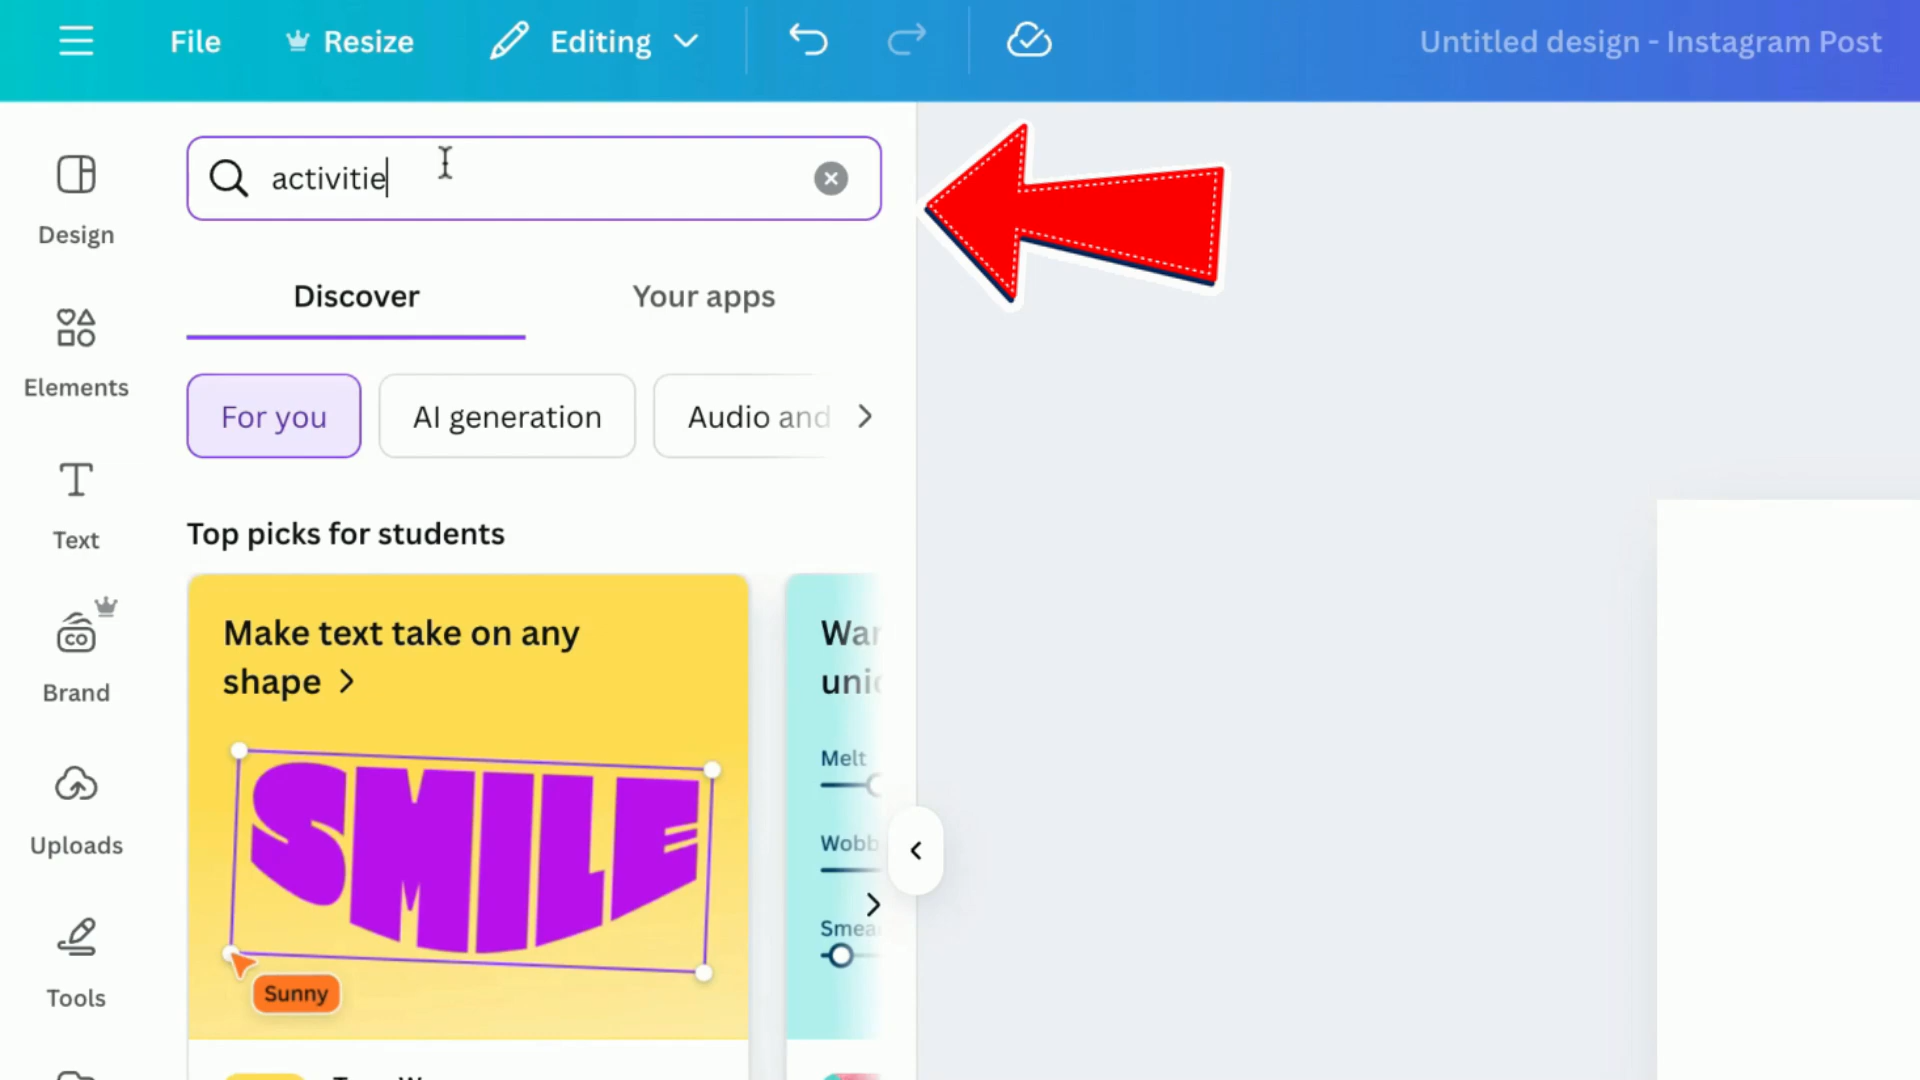 File
Resize
Editing
Untitled design - Instagram Post
activitie
Design
Discover
Your apps
Elements
For you
AI generation
Audio and
Text
Top picks for students
Make text take on any
shape
Brand
SMILE
Sunny
Melt
Uploads
Tools